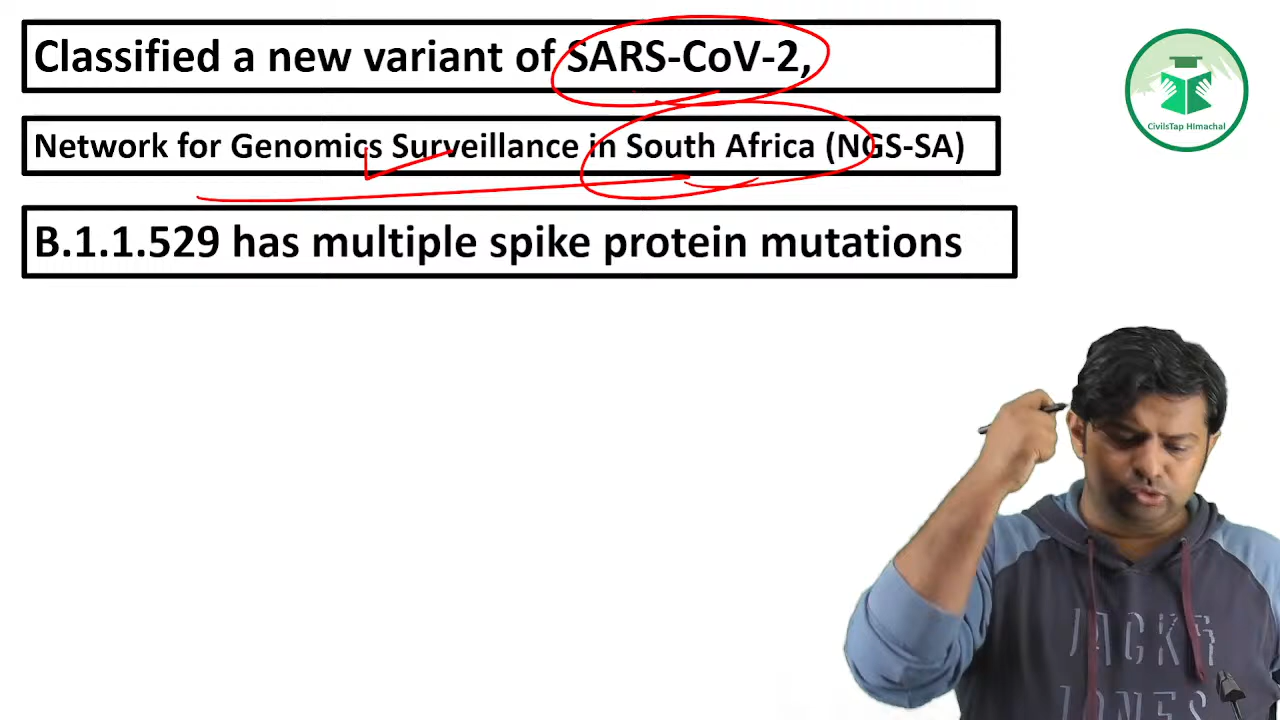 Classified a new variant of SARS-CoV-2,
Network for Genomics Surveillance in South Africa (NGS-SA)
B.1.1.529 has multiple spike protein mutations
CivilsTap Himachal
JACK&
JONES